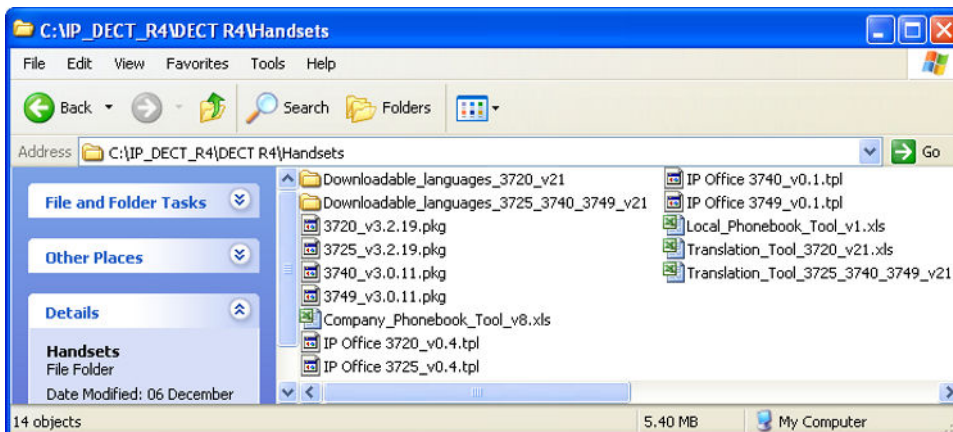 C:\IP_DECT_R4\DECT R4\Handsets
File Edit View Favorites Tools Help
Back Search Folders
Address C:\IP_DECT_R4\DECT R4\Handsets Go
File and Folder Tasks
Other Places
Details
Handsets
File Folder
Date Modified: 06 December
Downloadable_languages_3720_v21
Downloadable_languages_3725_3740_3749_v21
3720_v3.2.19.pkg
3725_v3.2.19.pkg
3740_v3.0.11.pkg
3749_v3.0.11.pkg
Company_Phonebook_Tool_v8.xls
IP Office 3720_v0.4.tpl
IP Office 3725_v0.4.tpl
IP Office 3740_v0.1.tpl
IP Office 3749_v0.1.tpl
Local_Phonebook_Tool_v1.xls
Translation_Tool_3720_v21.xls
Translation_Tool_3725_3740_3749_v21
14 objects 5.40 MB My Computer